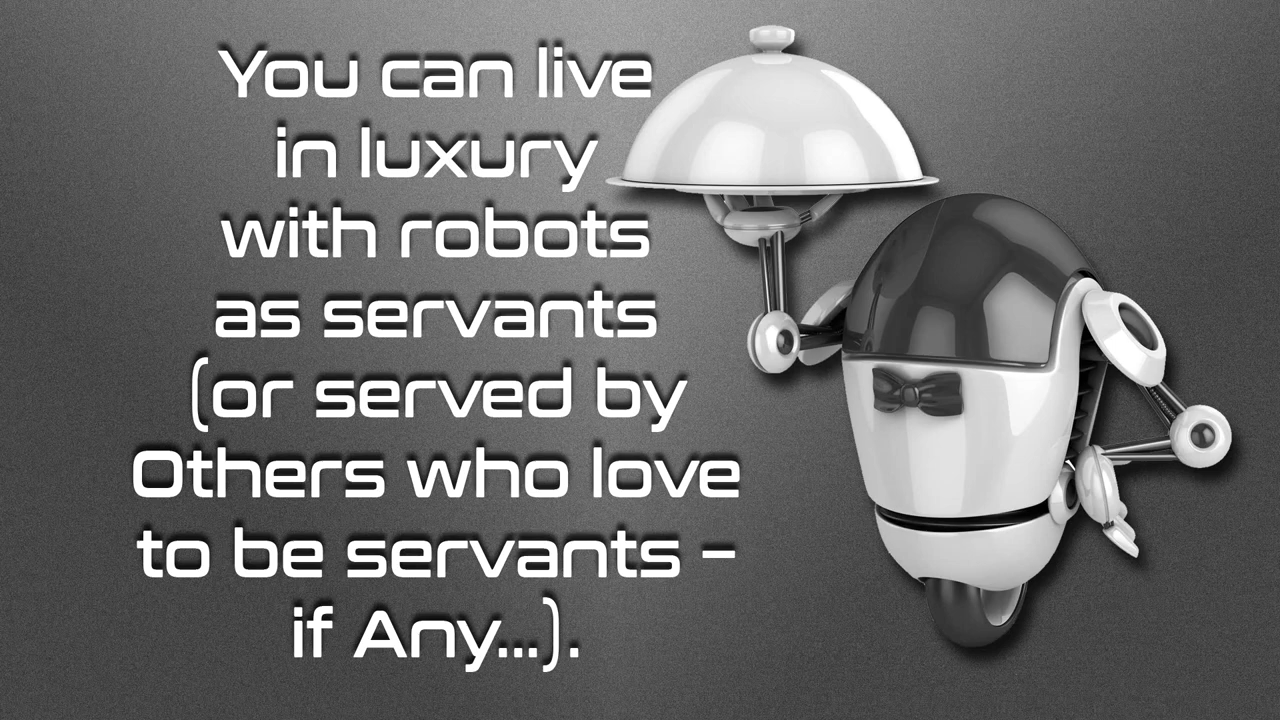 You can live
in luxury
with robots
as servants
(or served by
Others who love
to be servants -
if Any...).